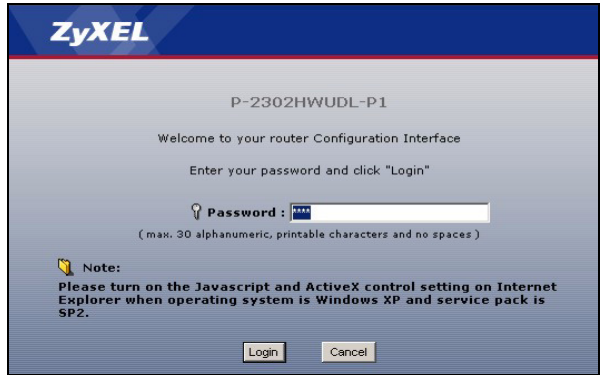 ZyXEL
P-2302HWUDL-P1
Welcome to your router Configuration Interface
Enter your password and click "Login"
Password : ****
( max. 30 alphanumeric, printable characters and no spaces )
Note:
Please turn on the Javascript and ActiveX control setting on Internet
Explorer when operating system is Windows XP and service pack is
SP2.
Login Cancel